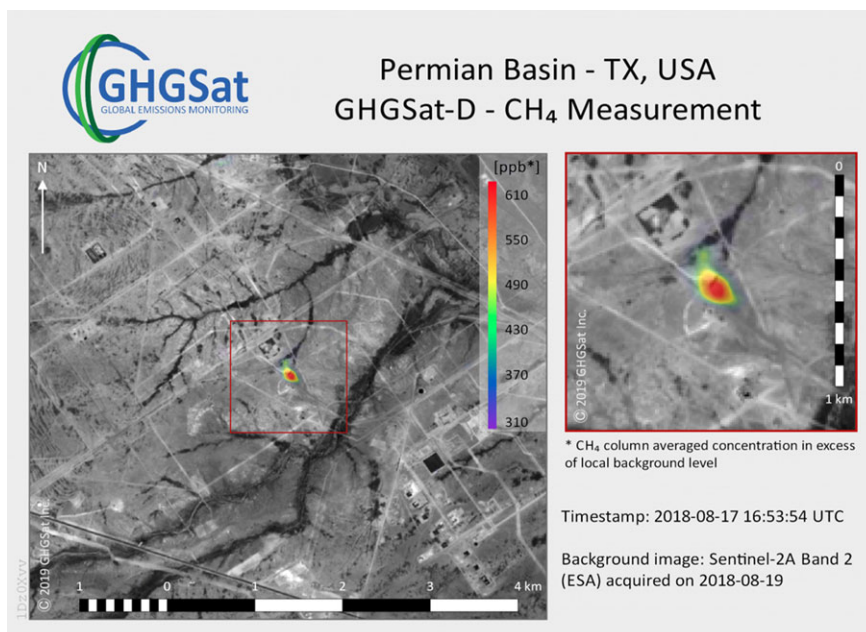 GHGSat
GLOBAL EMISSIONS MONITORING
Permian Basin - TX, USA
GHGSat-D - CH₄ Measurement
N
[ppb*]
610
550
490
430
370
310
© 2019 GHGSat Inc.
1Dz0Xvv
1 0 1 2 3 4 km
0
1 km
© 2019 GHGSat Inc.
* CH₄ column averaged concentration in excess
of local background level
Timestamp: 2018-08-17 16:53:54 UTC
Background image: Sentinel-2A Band 2
(ESA) acquired on 2018-08-19